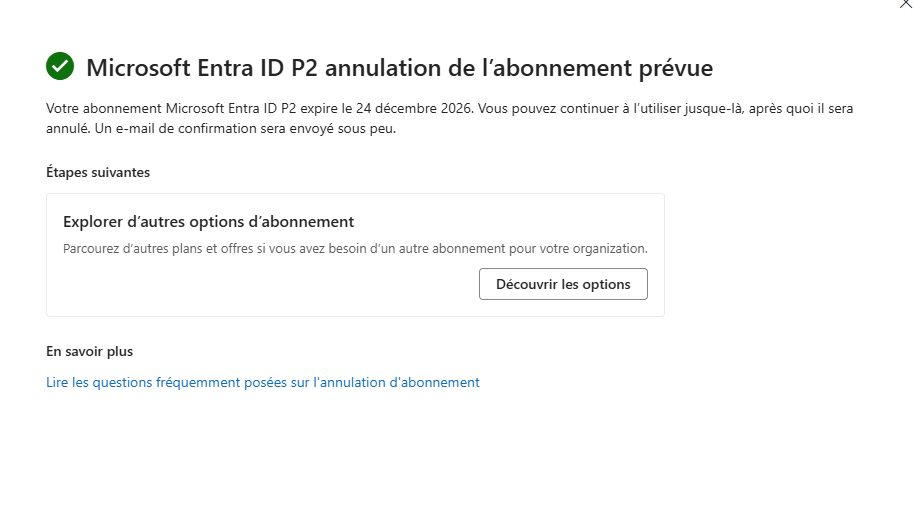 Microsoft Entra ID P2 annulation de l’abonnement prévue
Votre abonnement Microsoft Entra ID P2 expire le 24 décembre 2026. Vous pouvez continuer à l’utiliser jusque-là, après quoi il sera
annulé. Un e-mail de confirmation sera envoyé sous peu.
Étapes suivantes
Explorer d’autres options d’abonnement
Parcourez d’autres plans et offres si vous avez besoin d’un autre abonnement pour votre organization.
Découvrir les options
En savoir plus
Lire les questions fréquemment posées sur l’annulation d’abonnement